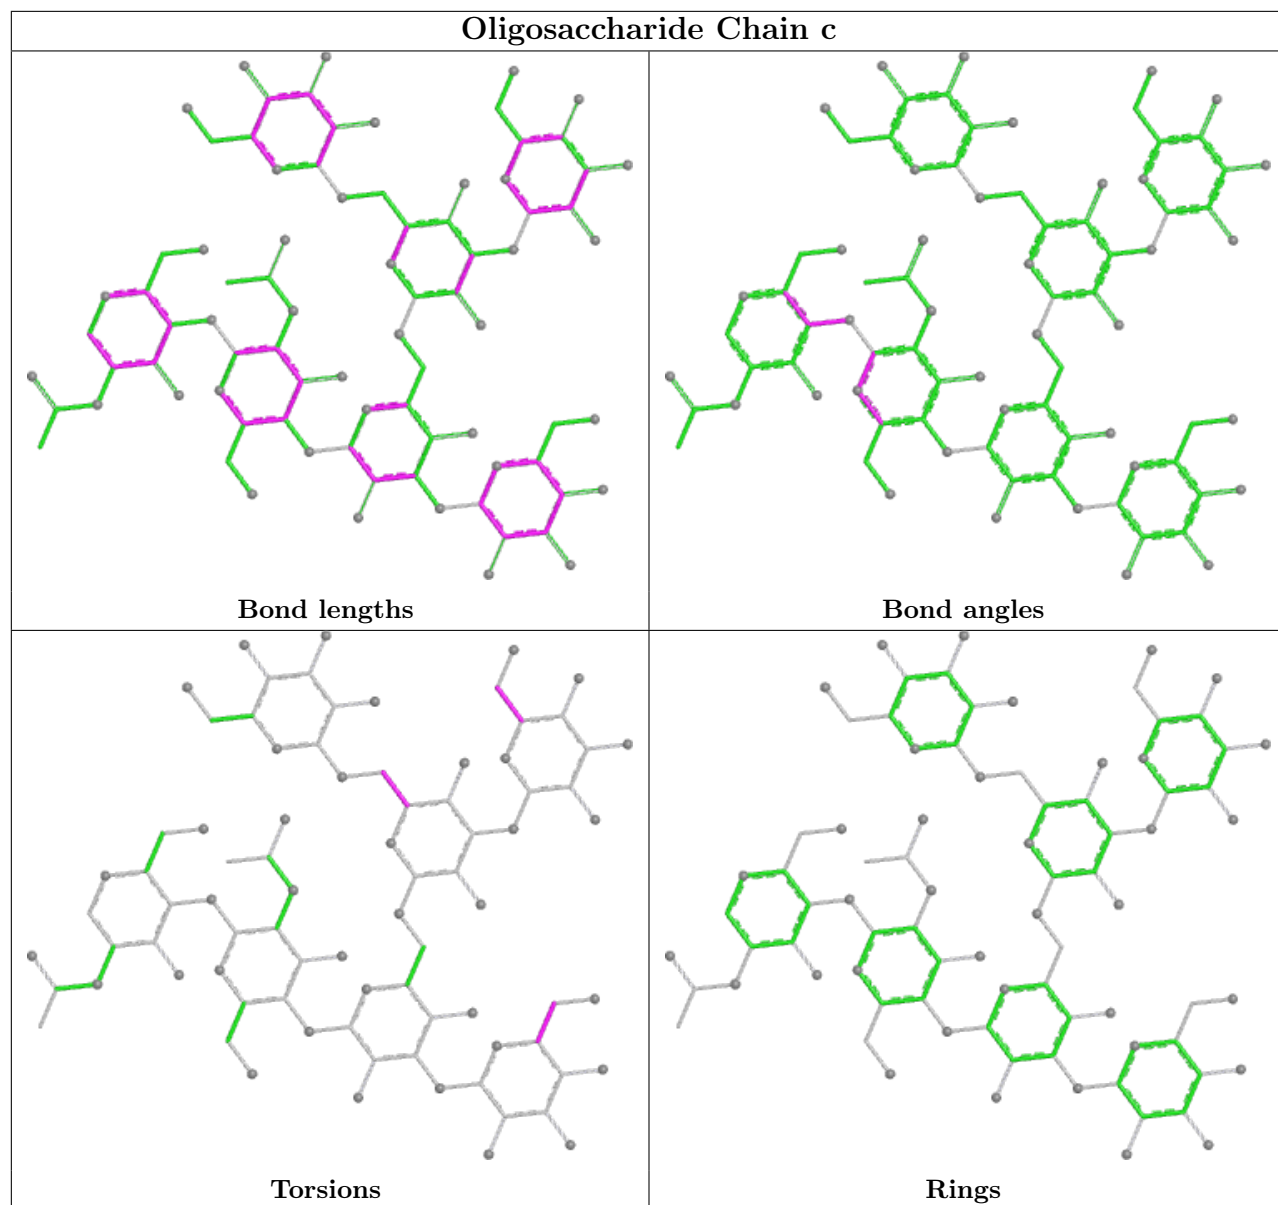 Oligosaccharide Chain c
Bond lengths
Bond angles
Torsions
Rings